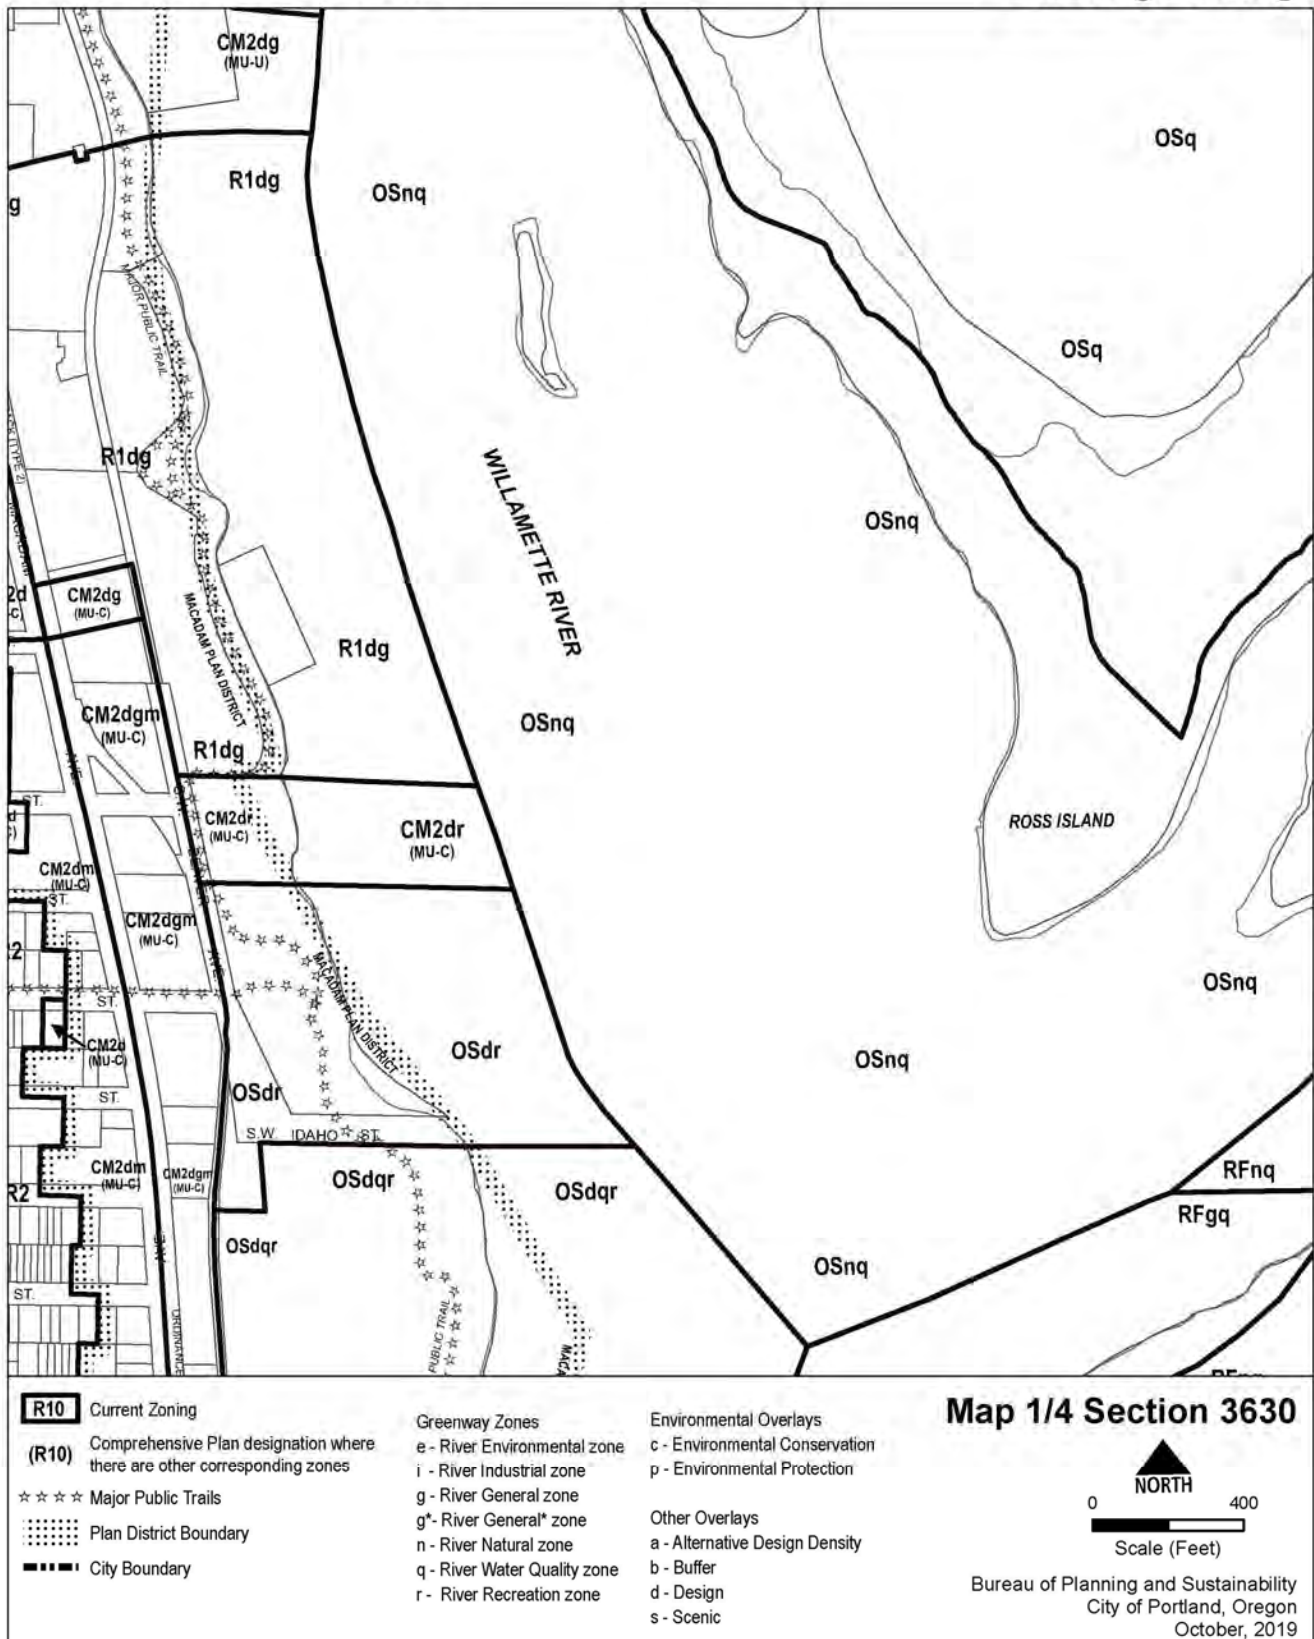 CM2dg
(MU-U)
OSq
R1dg
OSnq
g
MAJOR PUBLIC TRAIL
OSq
R1dg
WILLAMETTE RIVER
OSnq
MACADAM
2d
-C)
CM2dg
(MU-C)
MACADAM PLAN DISTRICT
R1dg
CM2dgm
(MU-C)
OSnq
R1dg
AVE.
ST.
S.W.
CM2dr
(MU-C)
CM2dr
(MU-C)
ROSS ISLAND
d
C)
CM2dm
(MU-C)
ST.
CM2dgm
(MU-C)
AVE.
R2
MACADAM PLAN DISTRICT
OSnq
ST.
CM2d
(MU-C)
OSdr
OSnq
OSdr
ST.
S.W. IDAHO ST.
CM2dm
(MU-C)
CM2dgm
(MU-C)
OSdqr
OSdqr
RFnq
R2
RFgq
OSdqr
OSnq
ST.
ORDINANCE
PUBLIC TRAIL
MACA
R10 Current Zoning
(R10) Comprehensive Plan designation where
there are other corresponding zones
Major Public Trails
Plan District Boundary
City Boundary
Greenway Zones
e - River Environmental zone
i - River Industrial zone
g - River General zone
g*- River General* zone
n - River Natural zone
q - River Water Quality zone
r - River Recreation zone
Environmental Overlays
c - Environmental Conservation
p - Environmental Protection
Other Overlays
a - Alternative Design Density
b - Buffer
d - Design
s - Scenic
Map 1/4 Section 3630
NORTH
0 400
Scale (Feet)
Bureau of Planning and Sustainability
City of Portland, Oregon
October, 2019